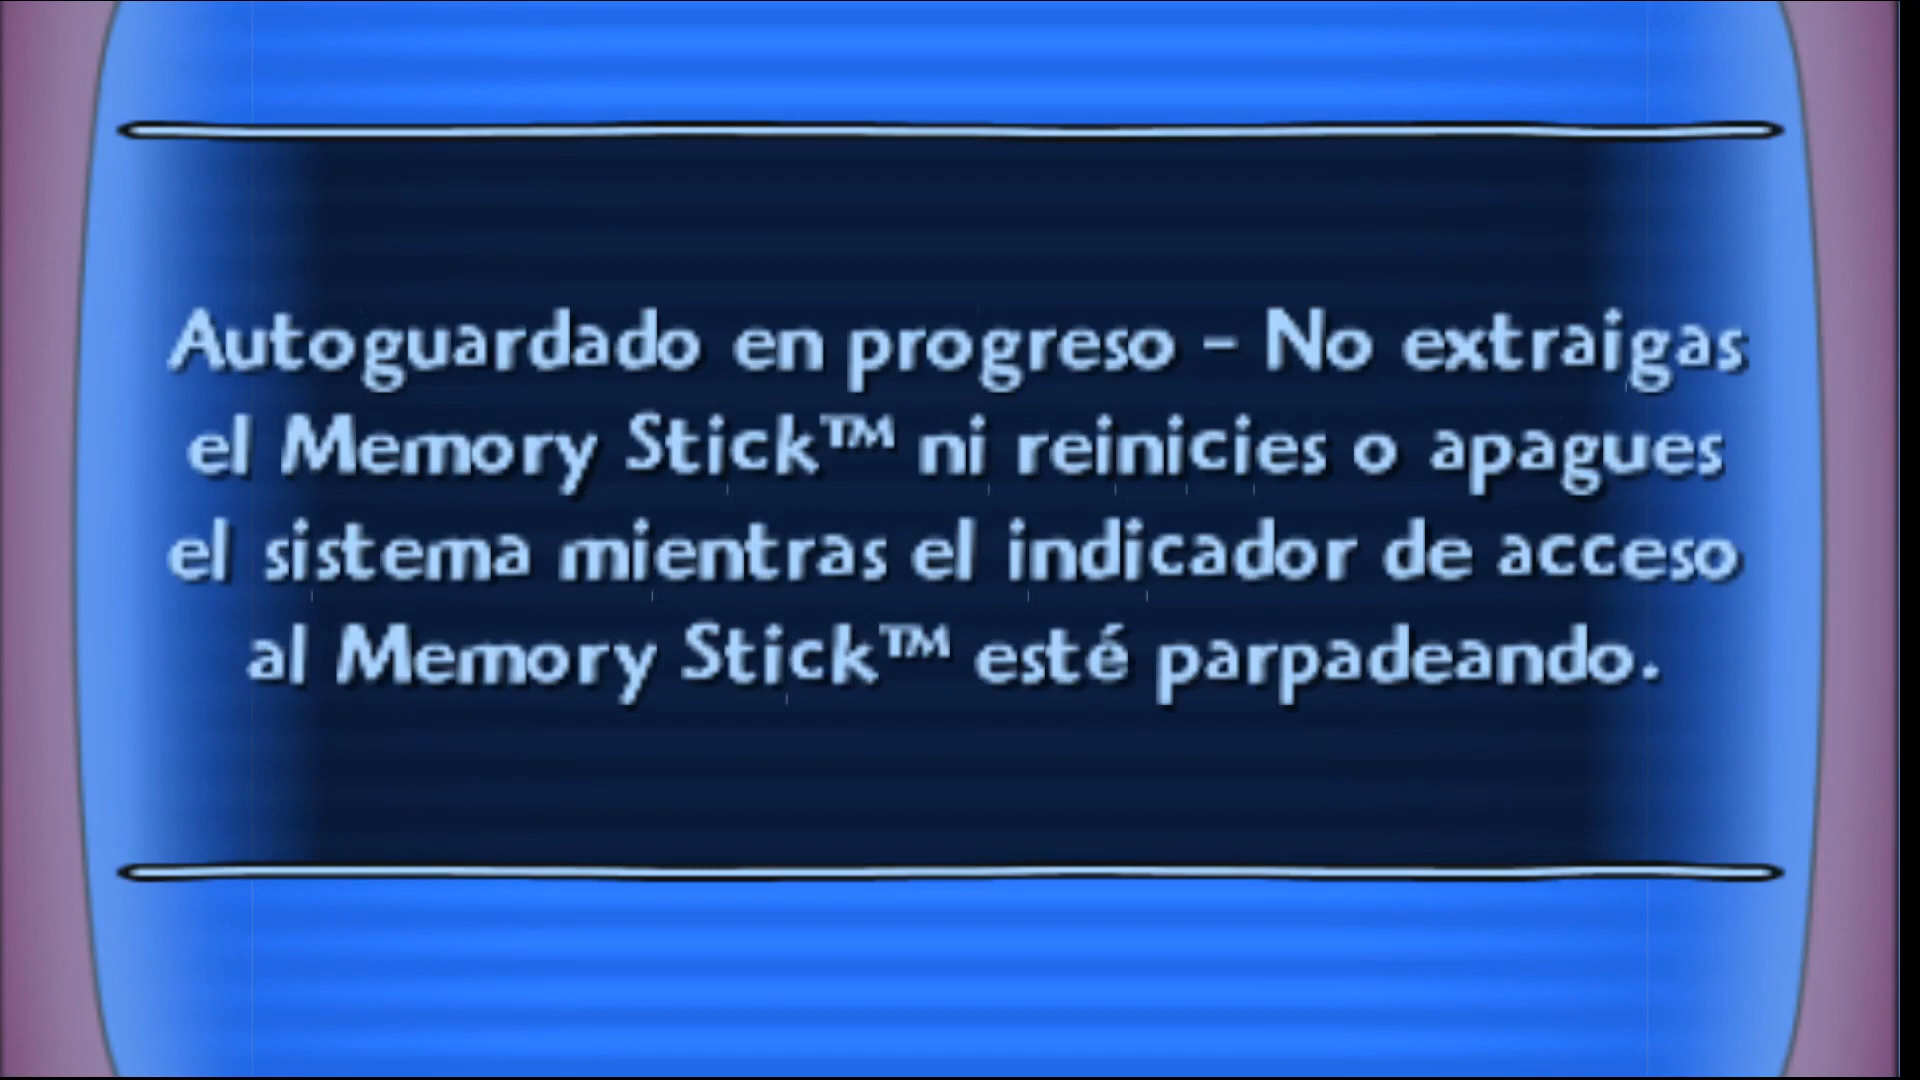 Autoguardado en progreso – No extraigas
el Memory Stick™ ni reinicies o apagues
el sistema mientras el indicador de acceso
al Memory Stick™ esté parpadeando.